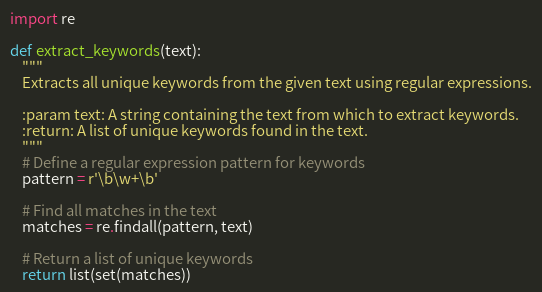 import re

def extract_keywords(text):
    """
    Extracts all unique keywords from the given text using regular expressions.

    :param text: A string containing the text from which to extract keywords.
    :return: A list of unique keywords found in the text.
    """
    # Define a regular expression pattern for keywords
    pattern = r'\b\w+\b'

    # Find all matches in the text
    matches = re.findall(pattern, text)

    # Return a list of unique keywords
    return list(set(matches))